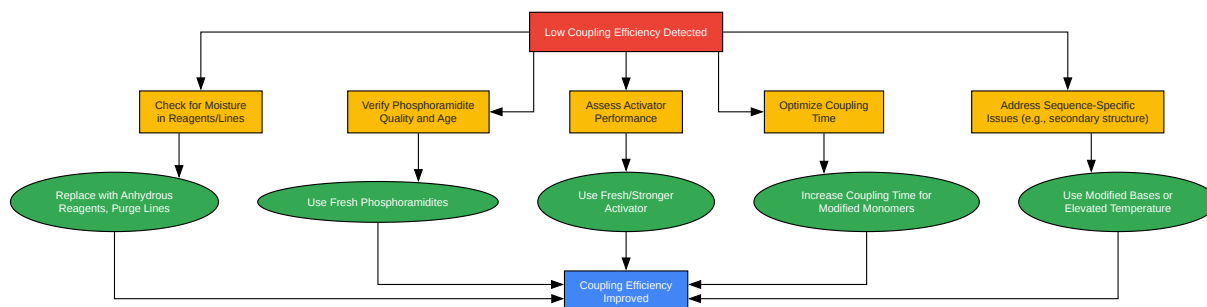 Low Coupling Efficiency Detected
Check for Moisture
in Reagents/Lines
Verify Phosphoramidite
Quality and Age
Assess Activator
Performance
Optimize Coupling
Time
Address Sequence-Specific
Issues (e.g., secondary structure)
Replace with Anhydrous
Reagents, Purge Lines
Use Fresh Phosphoramidites
Use Fresh/Stronger
Activator
Increase Coupling Time for
Modified Monomers
Use Modified Bases or
Elevated Temperature
Coupling Efficiency
Improved